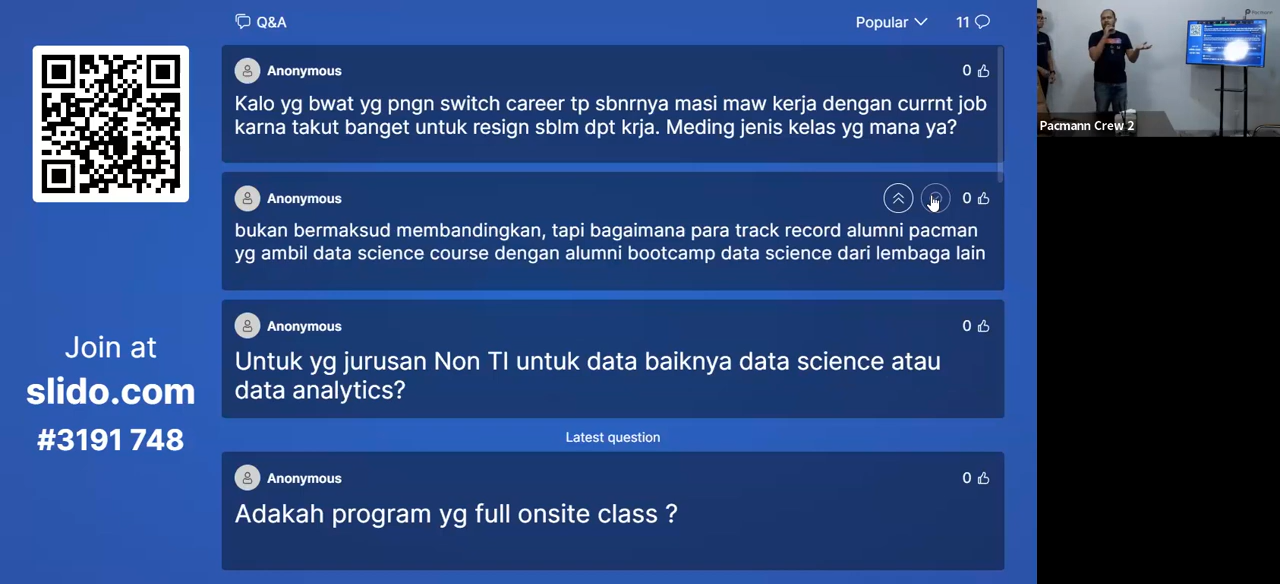 Q&A
Popular
11
Anonymous
0
Kalo yg bwat yg pngn switch career tp sbnrnya masi maw kerja dengan currnt job
karna takut banget untuk resign sblm dpt krja. Meding jenis kelas yg mana ya?
Anonymous
0
bukan bermaksud membandingkan, tapi bagaimana para track record alumni pacman
yg ambil data science course dengan alumni bootcamp data science dari lembaga lain
Anonymous
0
Untuk yg jurusan Non TI untuk data baiknya data science atau
data analytics?
Latest question
Anonymous
0
Adakah program yg full onsite class ?
Join at
slido.com
#3191 748
Pacmann Crew 2